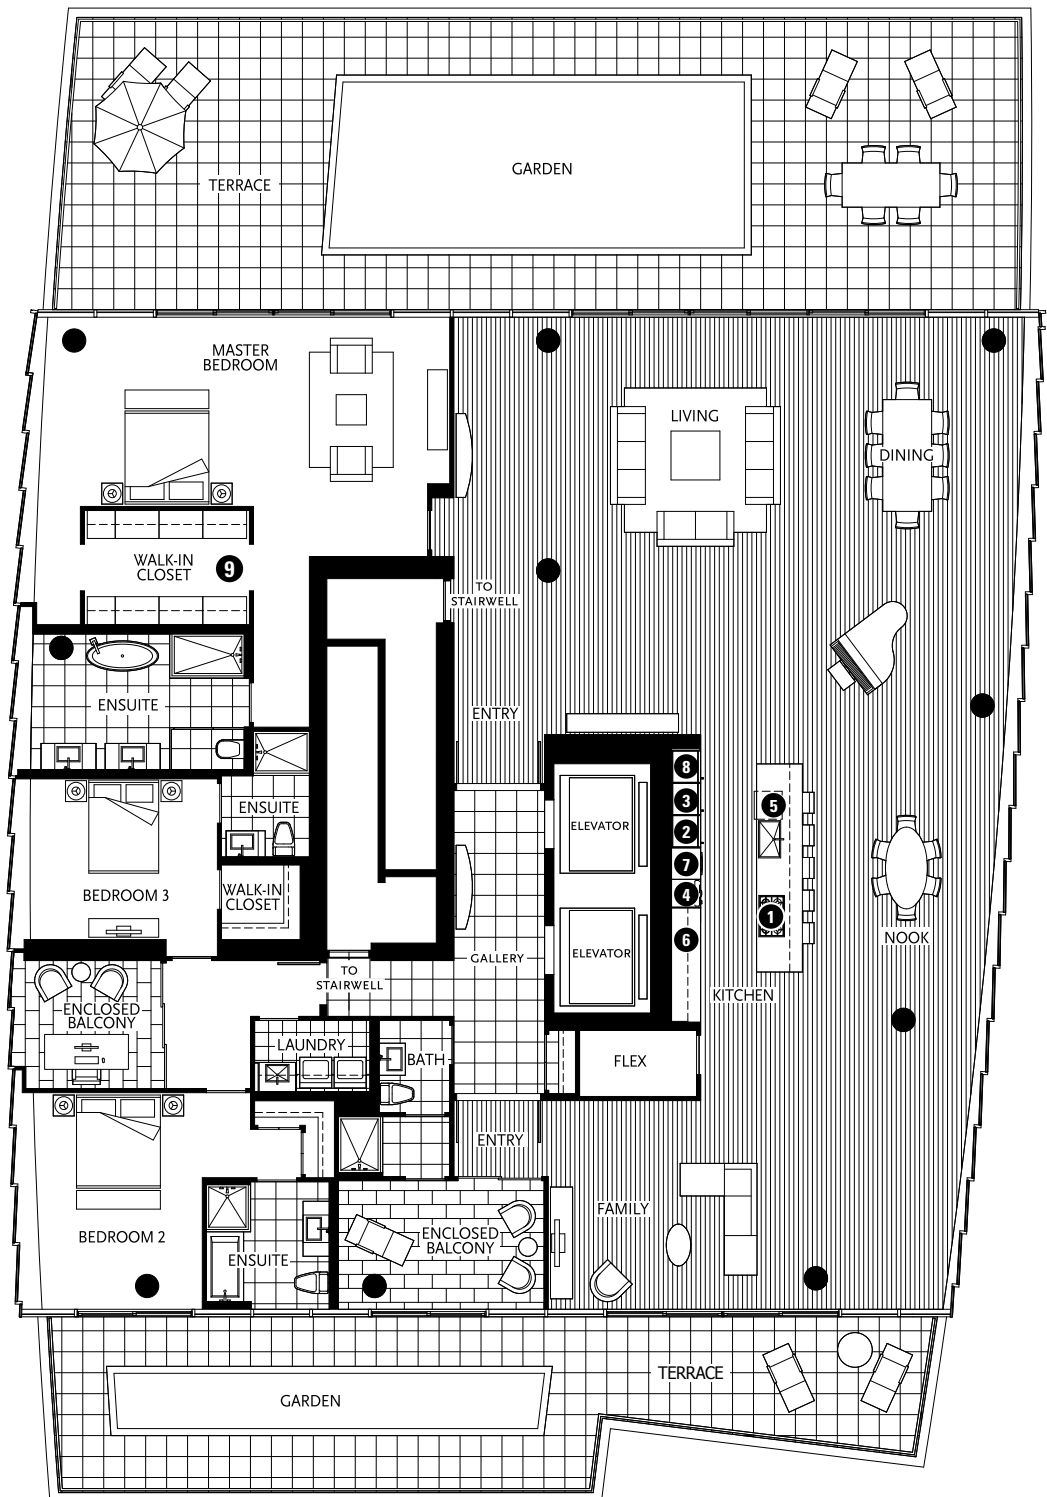 GARDEN
TERRACE
MASTER
BEDROOM
LIVING
DINING
WALK-IN
CLOSET
9
TO
STAIRWELL
ENSUITE
ENTRY
8
3
2
7
4
6
5
1
ELEVATOR
ENSUITE
BEDROOM 3
WALK-IN
CLOSET
NOOK
GALLERY
ELEVATOR
TO
STAIRWELL
KITCHEN
ENCLOSED
BALCONY
LAUNDRY
BATH
FLEX
ENTRY
FAMILY
BEDROOM 2
ENSUITE
ENCLOSED
BALCONY
TERRACE
GARDEN